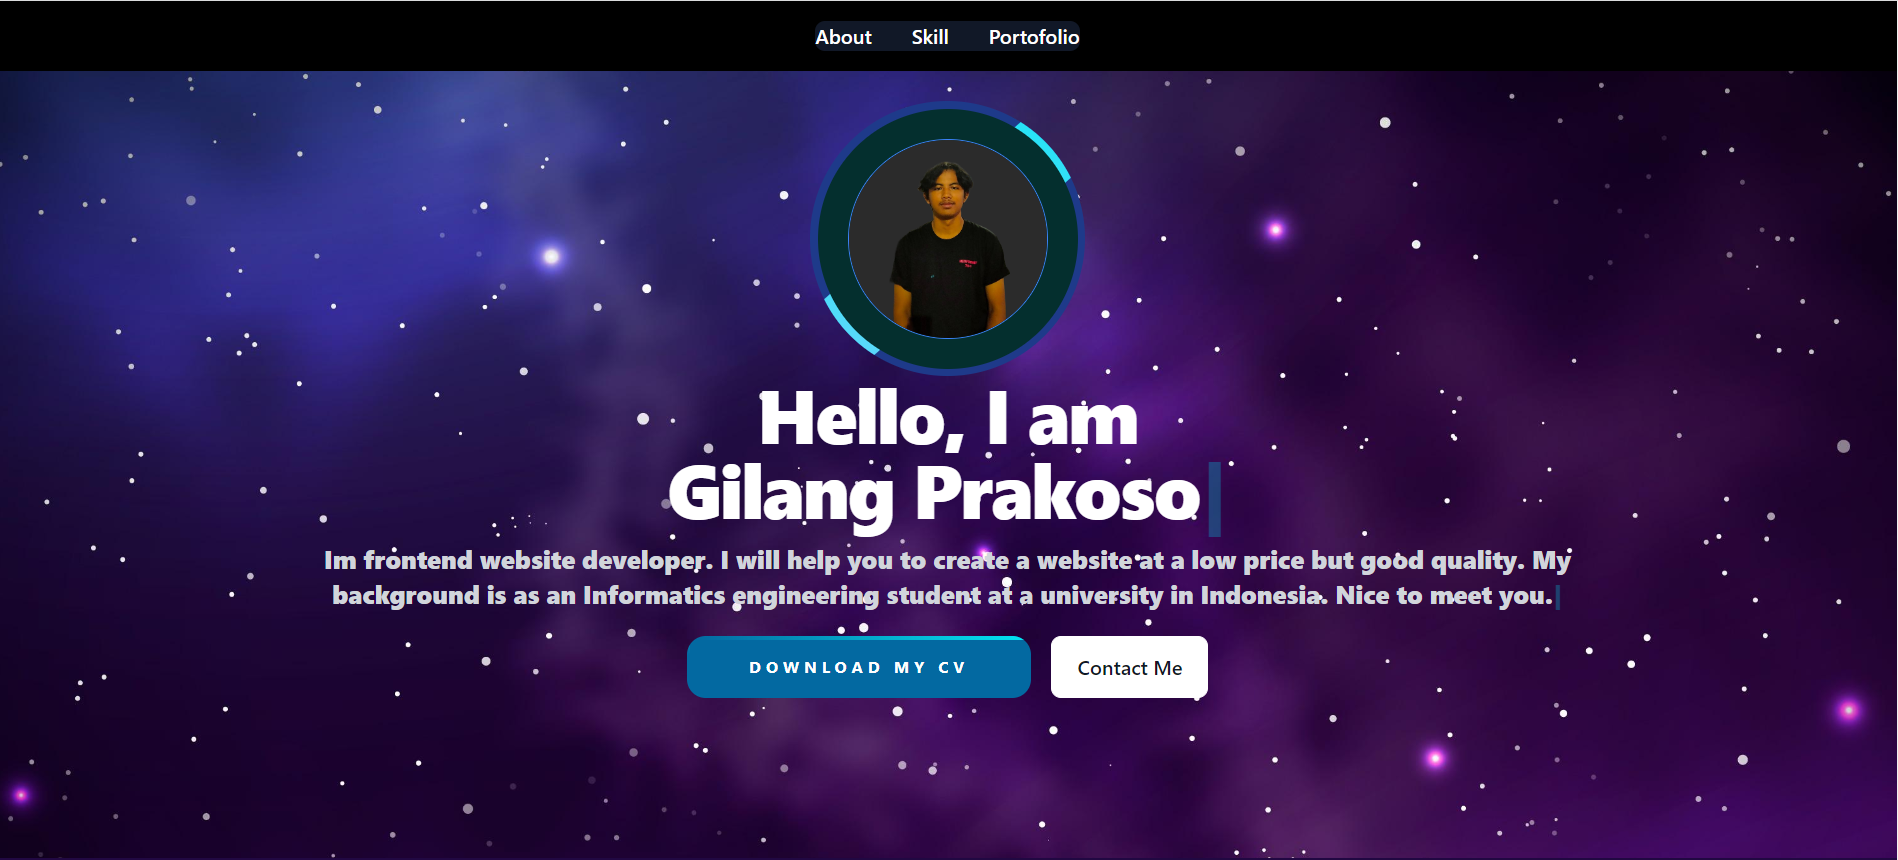 About Skill Portofolio
Hello, I am
Gilang Prakoso
Im frontend website developer. I will help you to create a website at a low price but good quality. My
background is as an Informatics engineering student at a university in Indonesia. Nice to meet you.
DOWNLOAD MY CV Contact Me